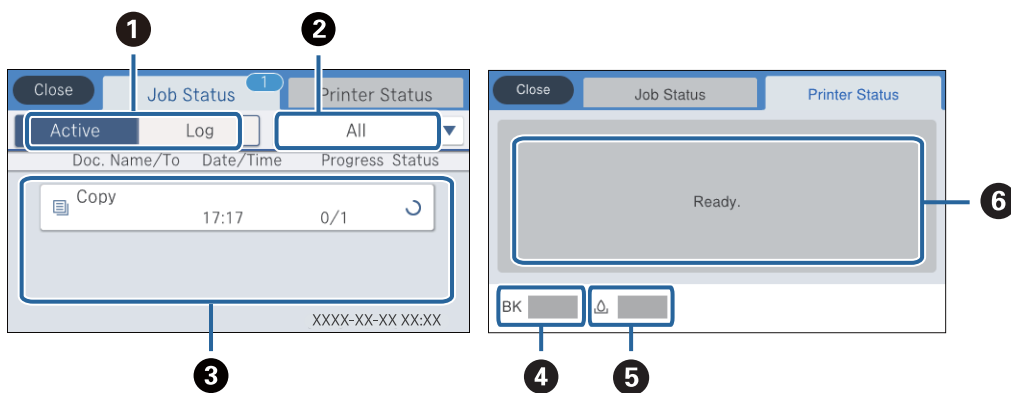 1 2
Close Job Status 1 Printer Status
Active Log All
Doc. Name/To Date/Time Progress Status
Copy
17:17 0/1
XXXX-XX-XX XX:XX
3
Close Job Status Printer Status
Ready.
6
BK
4 5